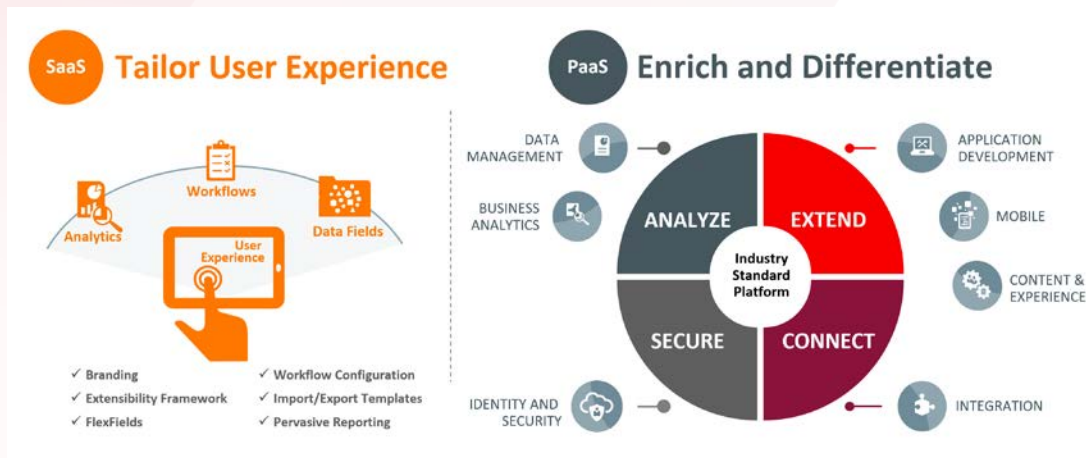 SaaS
Tailor User Experience
Workflows
Analytics
Data Fields
User
Experience
✓ Branding
✓ Extensibility Framework
✓ FlexFields
✓ Workflow Configuration
✓ Import/Export Templates
✓ Pervasive Reporting
PaaS
Enrich and Differentiate
DATA
MANAGEMENT
BUSINESS
ANALYTICS
IDENTITY AND
SECURITY
ANALYZE
EXTEND
Industry
Standard
Platform
SECURE
CONNECT
APPLICATION
DEVELOPMENT
MOBILE
CONTENT &
EXPERIENCE
INTEGRATION